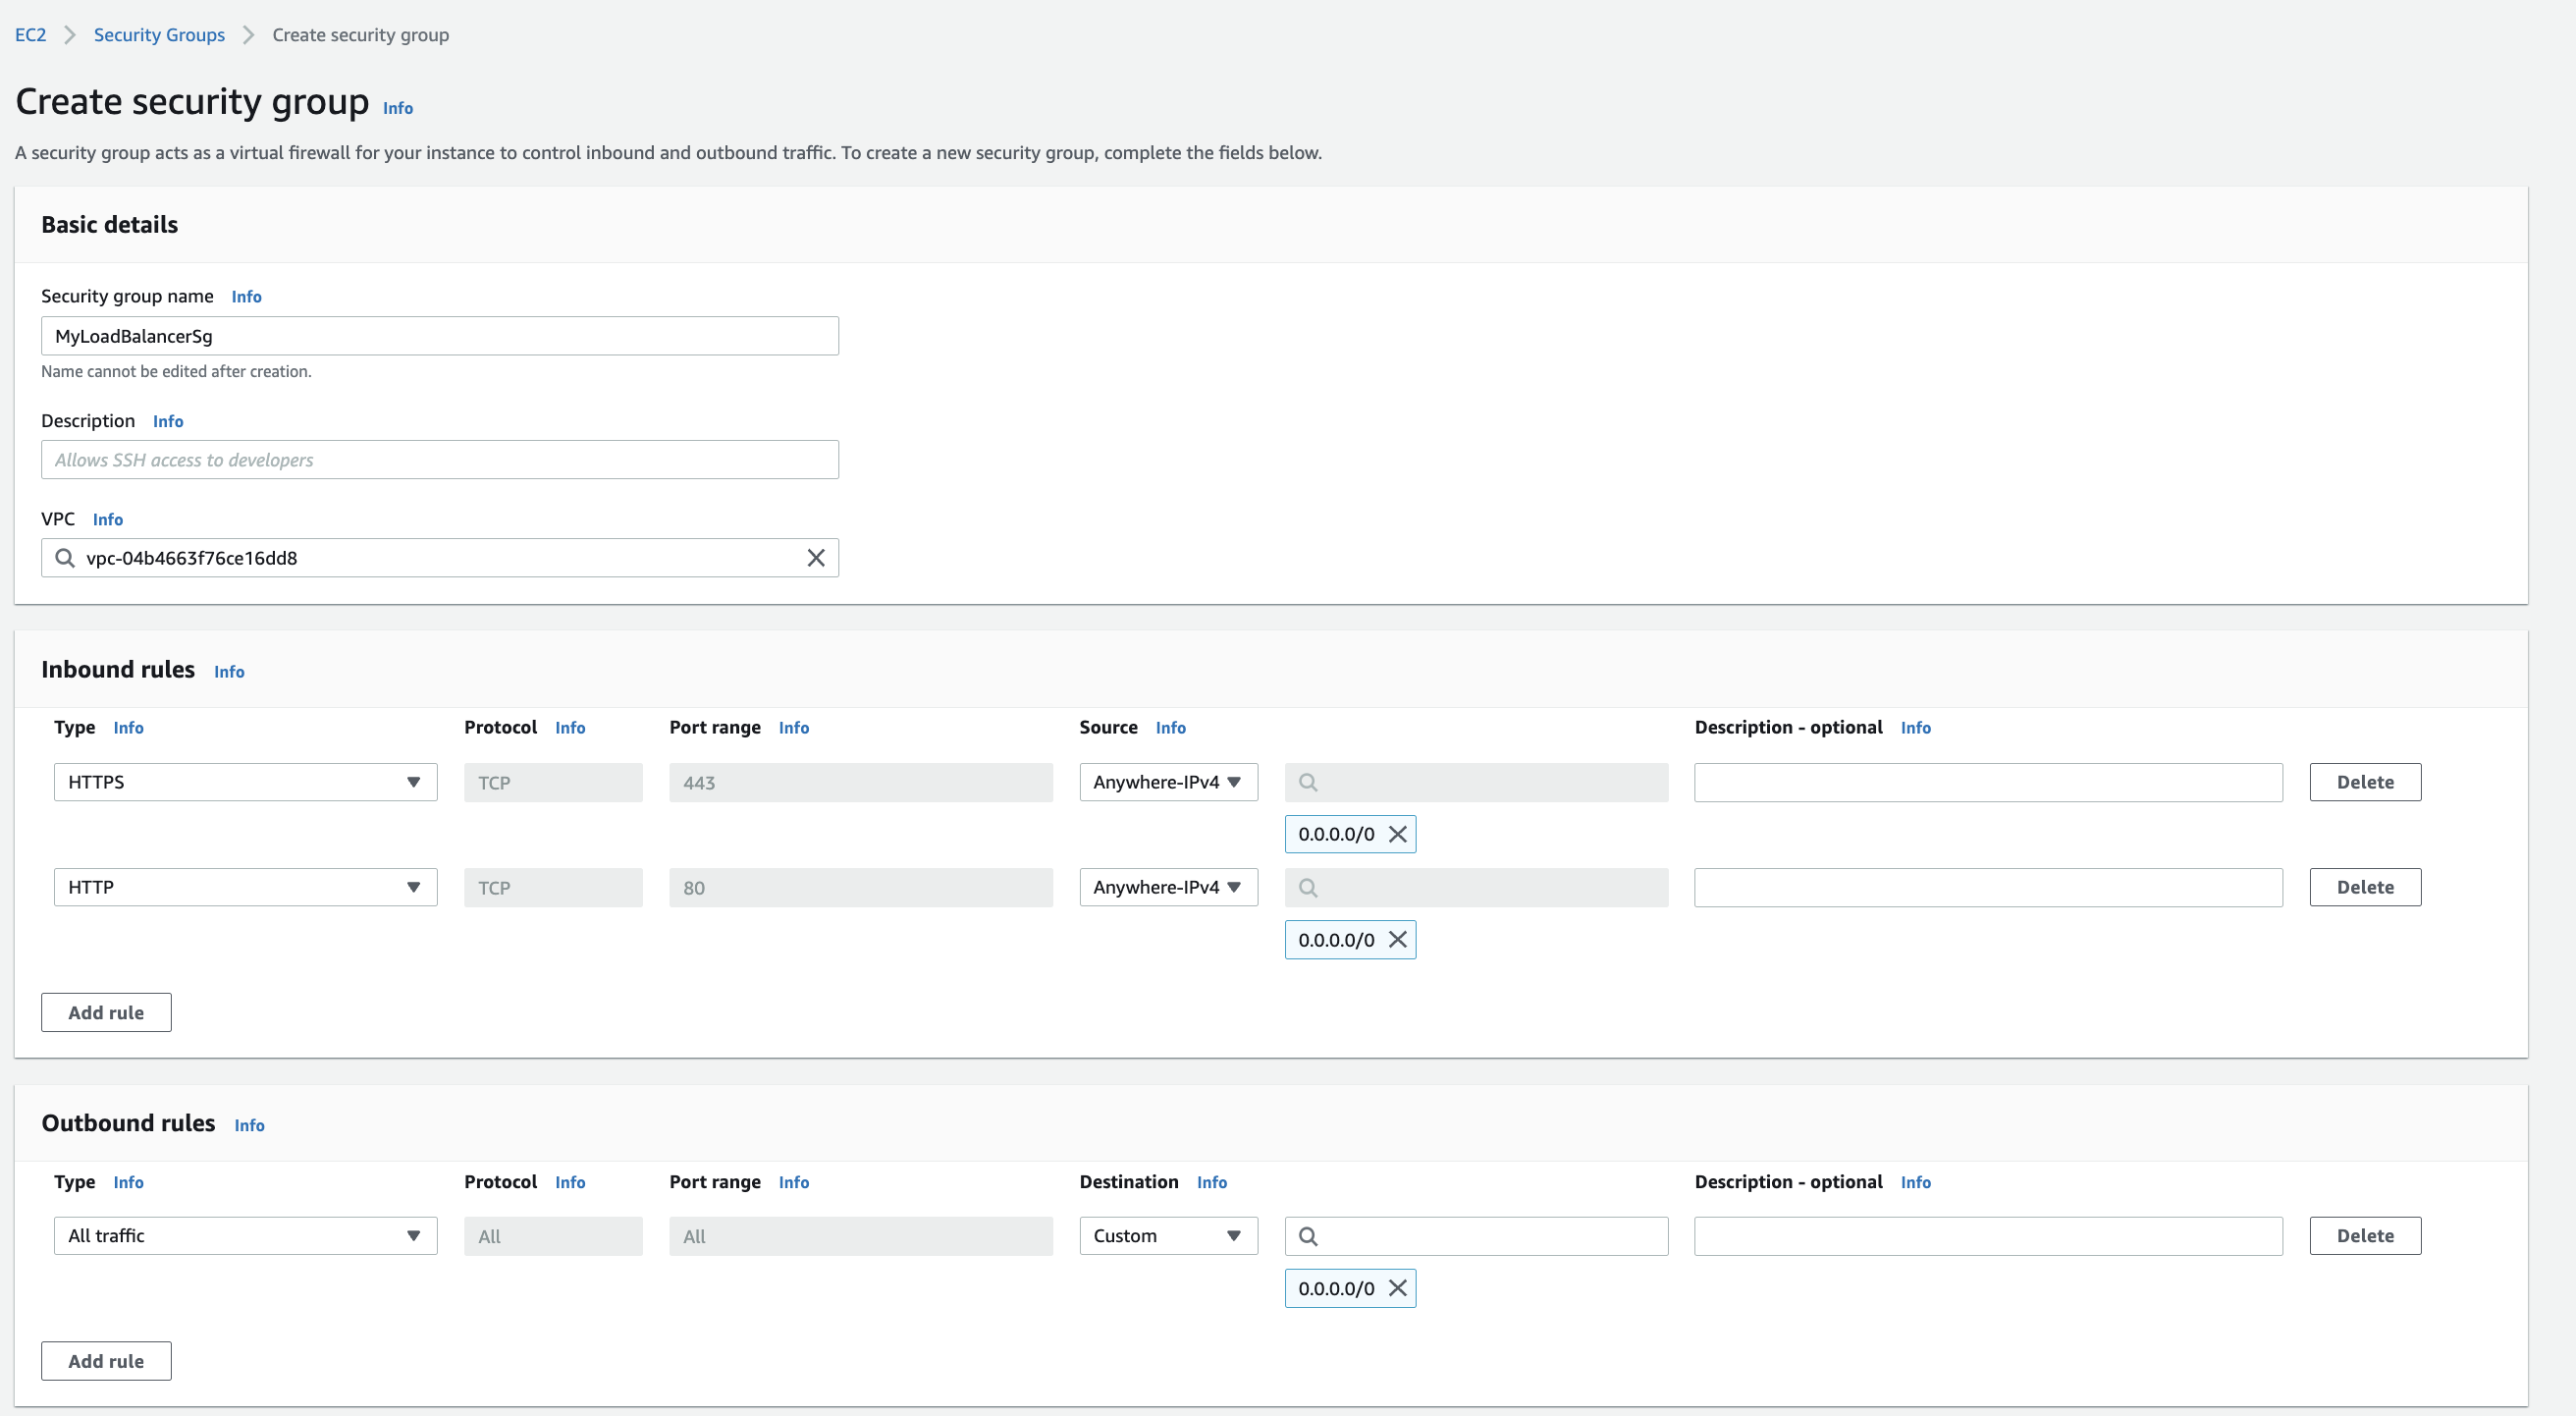 EC2 Security Groups Create security group
Create security group Info
A security group acts as a virtual firewall for your instance to control inbound and outbound traffic. To create a new security group, complete the fields below.
Basic details
Security group name Info
MyLoadBalancerSg
Name cannot be edited after creation.
Description Info
Allows SSH access to developers
VPC Info
vpc-04b4663f76ce16dd8
Inbound rules Info
Type Info Protocol Info Port range Info Source Info Description - optional Info
HTTPS TCP 443 Anywhere-IPv4 Delete
0.0.0.0/0
HTTP TCP 80 Anywhere-IPv4 Delete
0.0.0.0/0
Add rule
Outbound rules Info
Type Info Protocol Info Port range Info Destination Info Description - optional Info
All traffic All All Custom Delete
0.0.0.0/0
Add rule